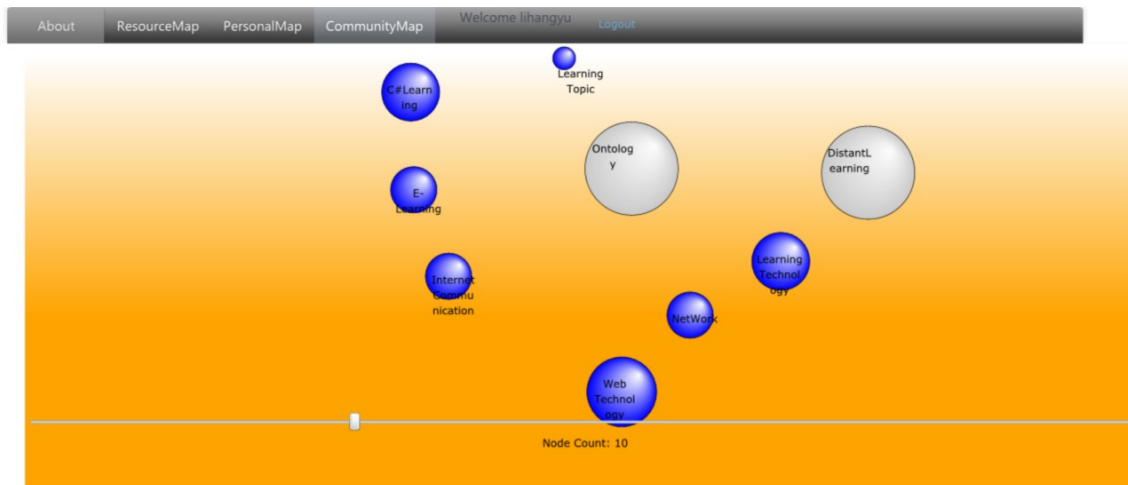 About ResourceMap PersonalMap CommunityMap Welcome lihangyu Logout
Learning
Topic
C#Learn
ing
Ontolog
y
DistantL
earning
E-
Learning
Learning
Technol
ogy
Internet
Commu
nication
NetWork
Web
Technol
ogy
Node Count: 10